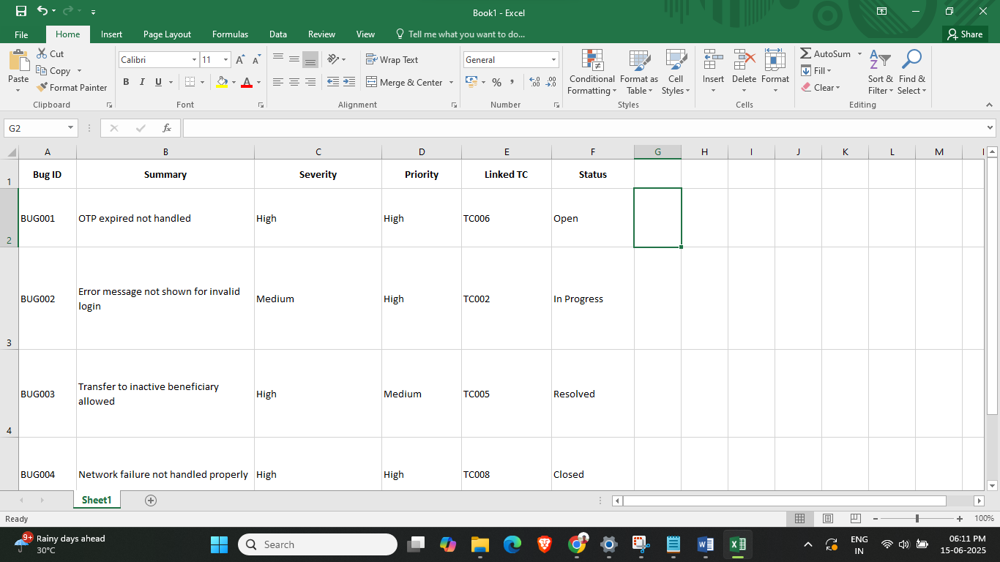 Book1 - Excel
File Home Insert Page Layout Formulas Data Review View Tell me what you want to do... Share
Paste Cut Copy Format Painter
Calibri 11 A A
B I U A
Wrap Text
Merge & Center
General
% , .00 .0
Conditional Formatting
Format as Table
Cell Styles
Insert Delete Format
AutoSum
Fill
Clear
Sort & Filter
Find & Select
Clipboard Font Alignment Number Styles Cells Editing
G2 fx
A B C D E F G H I J K L M
1 Bug ID Summary Severity Priority Linked TC Status
2 BUG001 OTP expired not handled High High TC006 Open
3 BUG002 Error message not shown for invalid
login Medium High TC002 In Progress
4 BUG003 Transfer to inactive beneficiary
allowed High Medium TC005 Resolved
BUG004 Network failure not handled properly High High TC008 Closed
Sheet1
Ready 100%
9+ Rainy days ahead
30°C
Search
ENG
IN
06:11 PM
15-06-2025